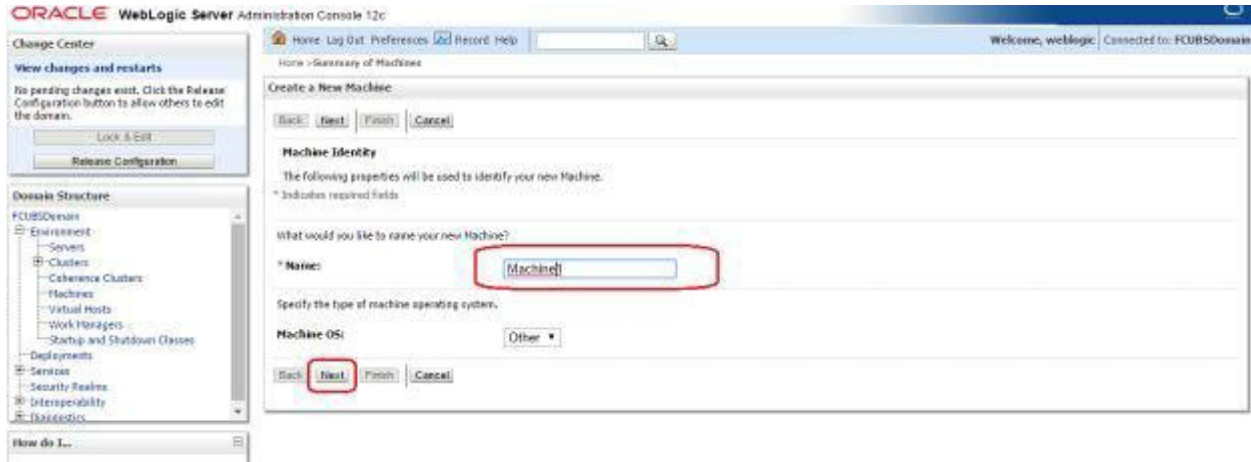 ORACLE WebLogic Server Administration Console 12c
Change Center
View changes and restarts
No pending changes exist. Click the Release
Configuration button to allow others to edit
the domain.
Lock & Edit
Release Configuration
Domain Structure
FCUBSDomain
Environment
Servers
Clusters
Coherence Clusters
Machines
Virtual Hosts
Work Managers
Startup and Shutdown Classes
Deployments
Services
Security Realms
Interoperability
Diagnostics
How do I...
Home Log Out Preferences Record Help
Welcome, weblogic Connected to: FCUBSDomain
Home >Summary of Machines
Create a New Machine
Back Next Finish Cancel
Machine Identity
The following properties will be used to identify your new Machine.
* Indicates required fields
What would you like to name your new Machine?
* Name: Machine1
Specify the type of machine operating system.
Machine OS: Other
Back Next Finish Cancel